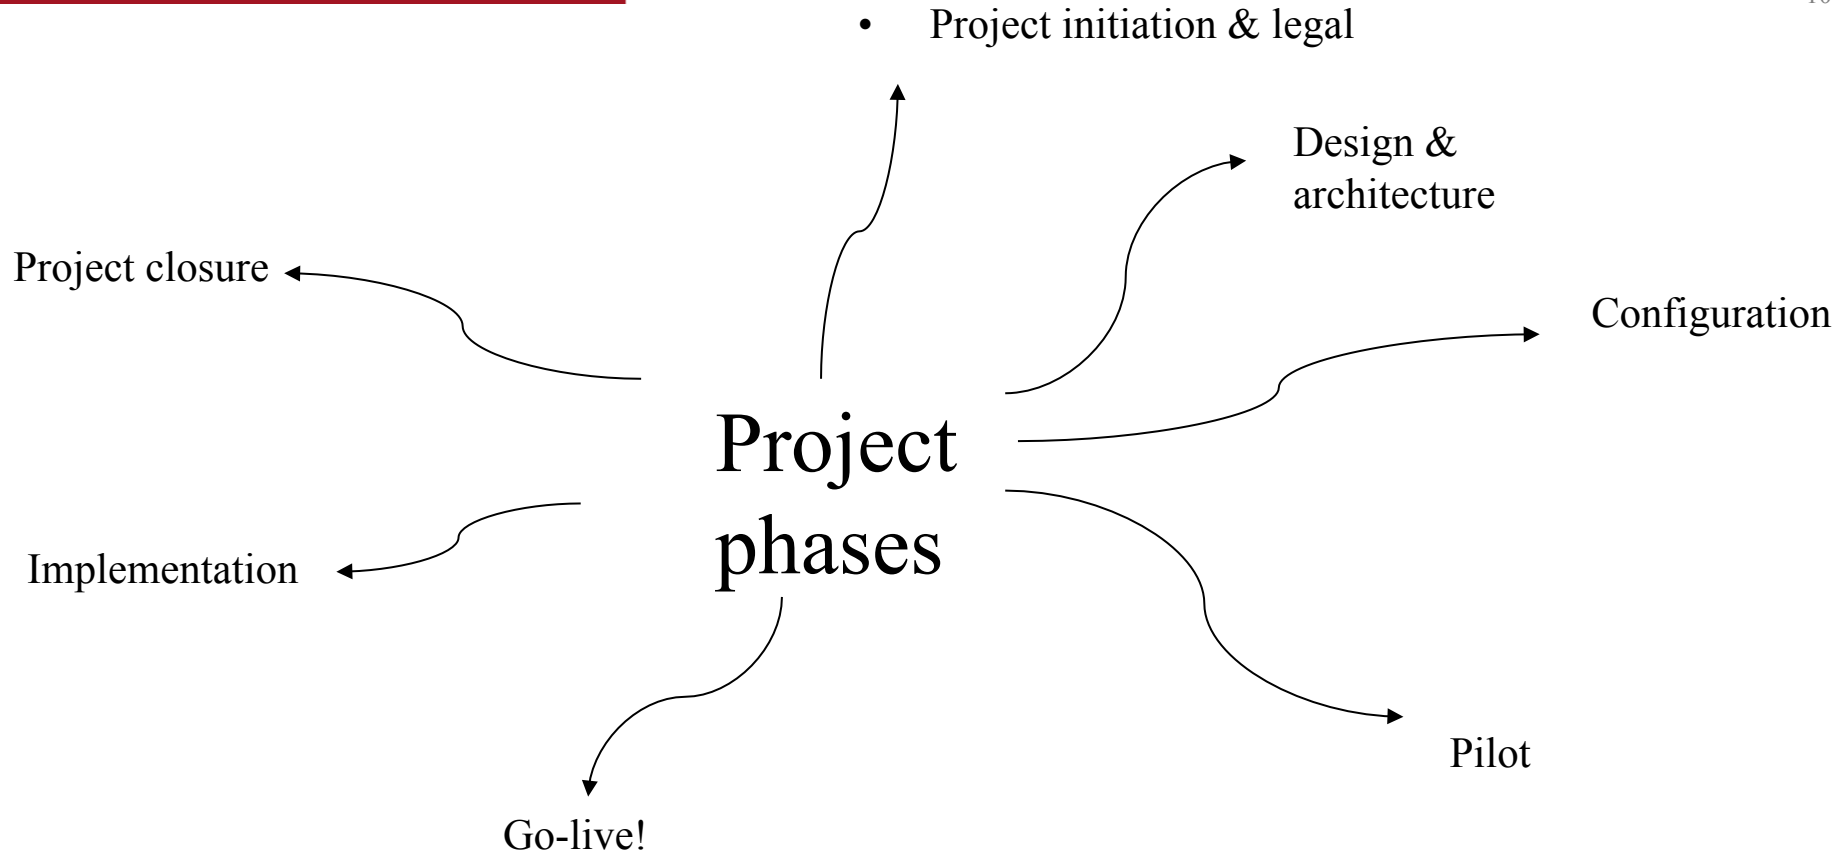 • Project initiation & legal
Design &
architecture
Project closure
Configuration
Project
phases
Implementation
Pilot
Go-live!